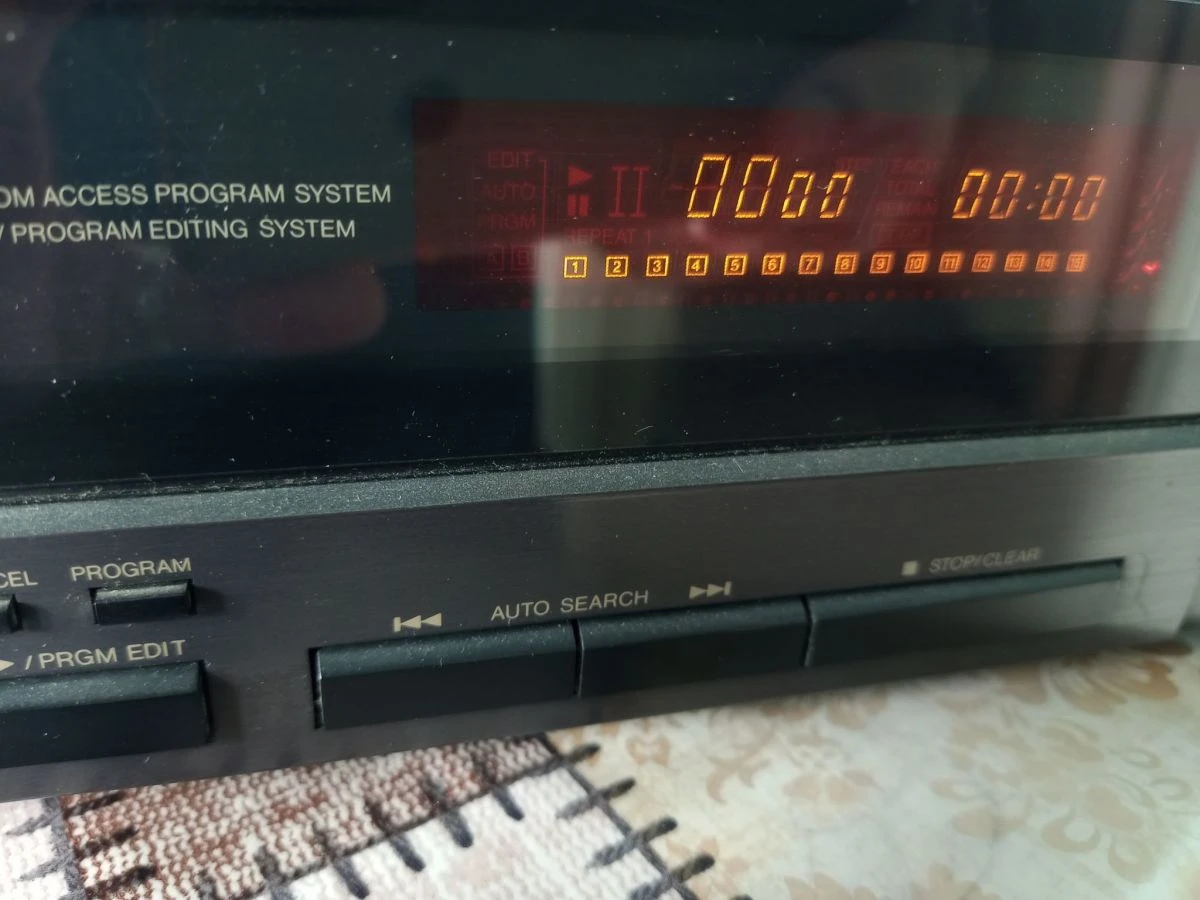 OM ACCESS PROGRAM SYSTEM
/ PROGRAM EDITING SYSTEM
EDIT
AUTO
PRGM
A B
▶
II
REPEAT 1
0000
EACH
TOTAL
REMAIN
00:00
1 2 3 4 5 6 7 8 9 10 11 12 13 14 15
CEL
PROGRAM
▶ /PRGM EDIT
⏮ AUTO SEARCH ⏭
■ STOP/CLEAR